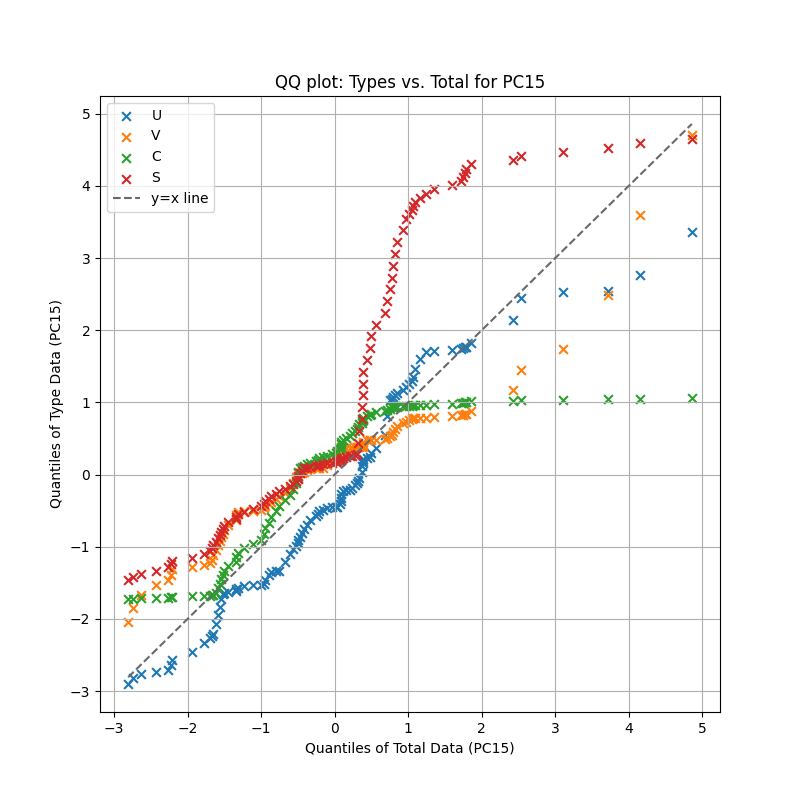 QQ plot: Types vs. Total for PC15
U
V
C
S
y=x line
5
4
3
2
1
0
−1
−2
−3
Quantiles of Type Data (PC15)
−3 −2 −1 0 1 2 3 4 5
Quantiles of Total Data (PC15)